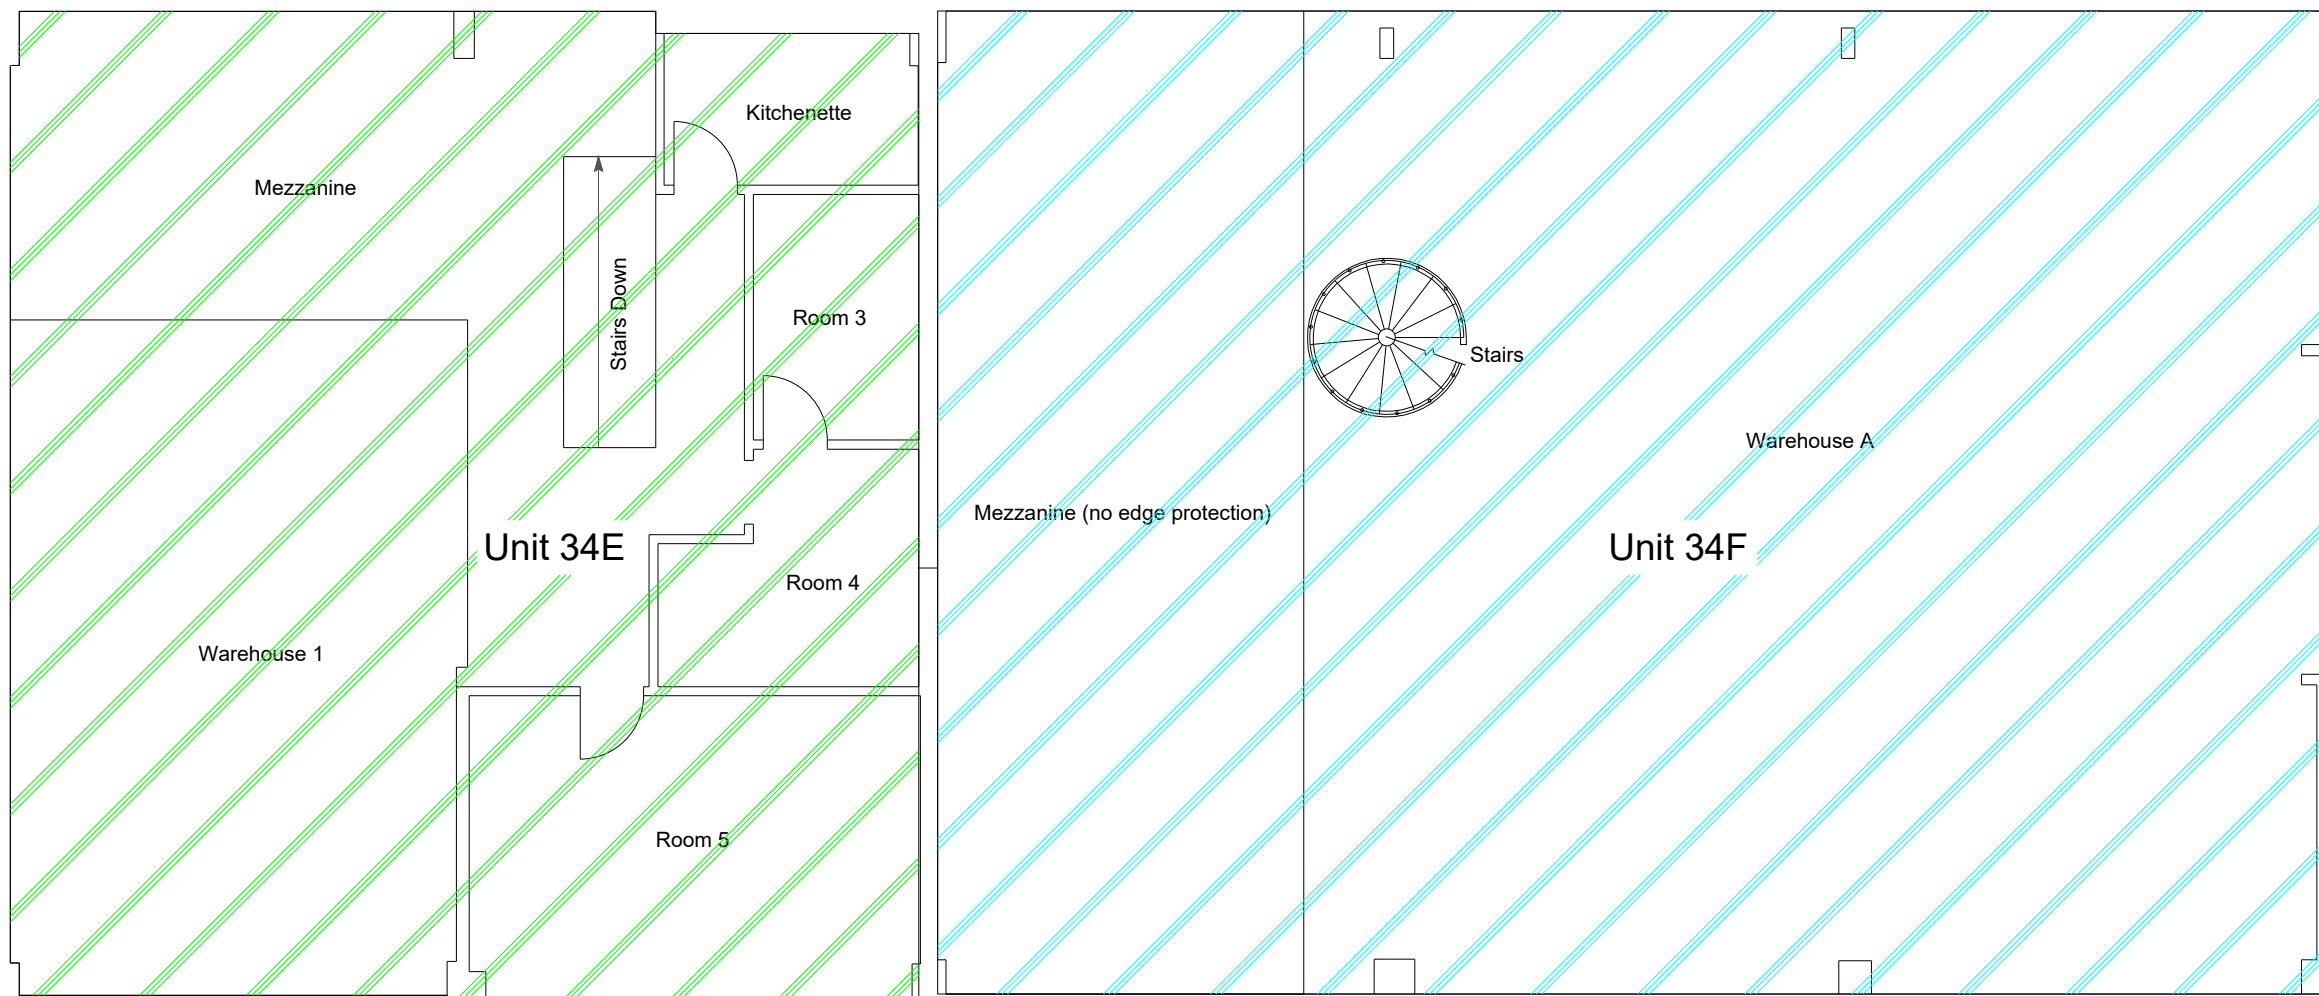 Kitchenette
Mezzanine
Stairs Down
Room 3
Stairs
Warehouse A
Mezzanine (no edge protection)
Unit 34E
Unit 34F
Room 4
Warehouse 1
Room 5